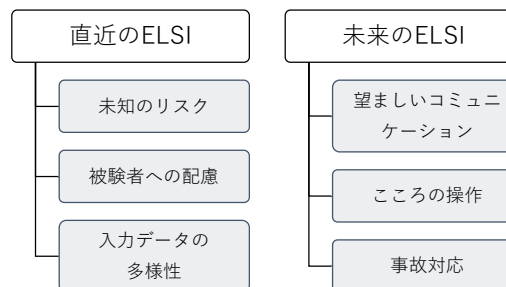 直近のELSI
未知のリスク
被験者への配慮
入力データの
多様性
未来のELSI
望ましいコミュニ
ケーション
こころの操作
事故対応